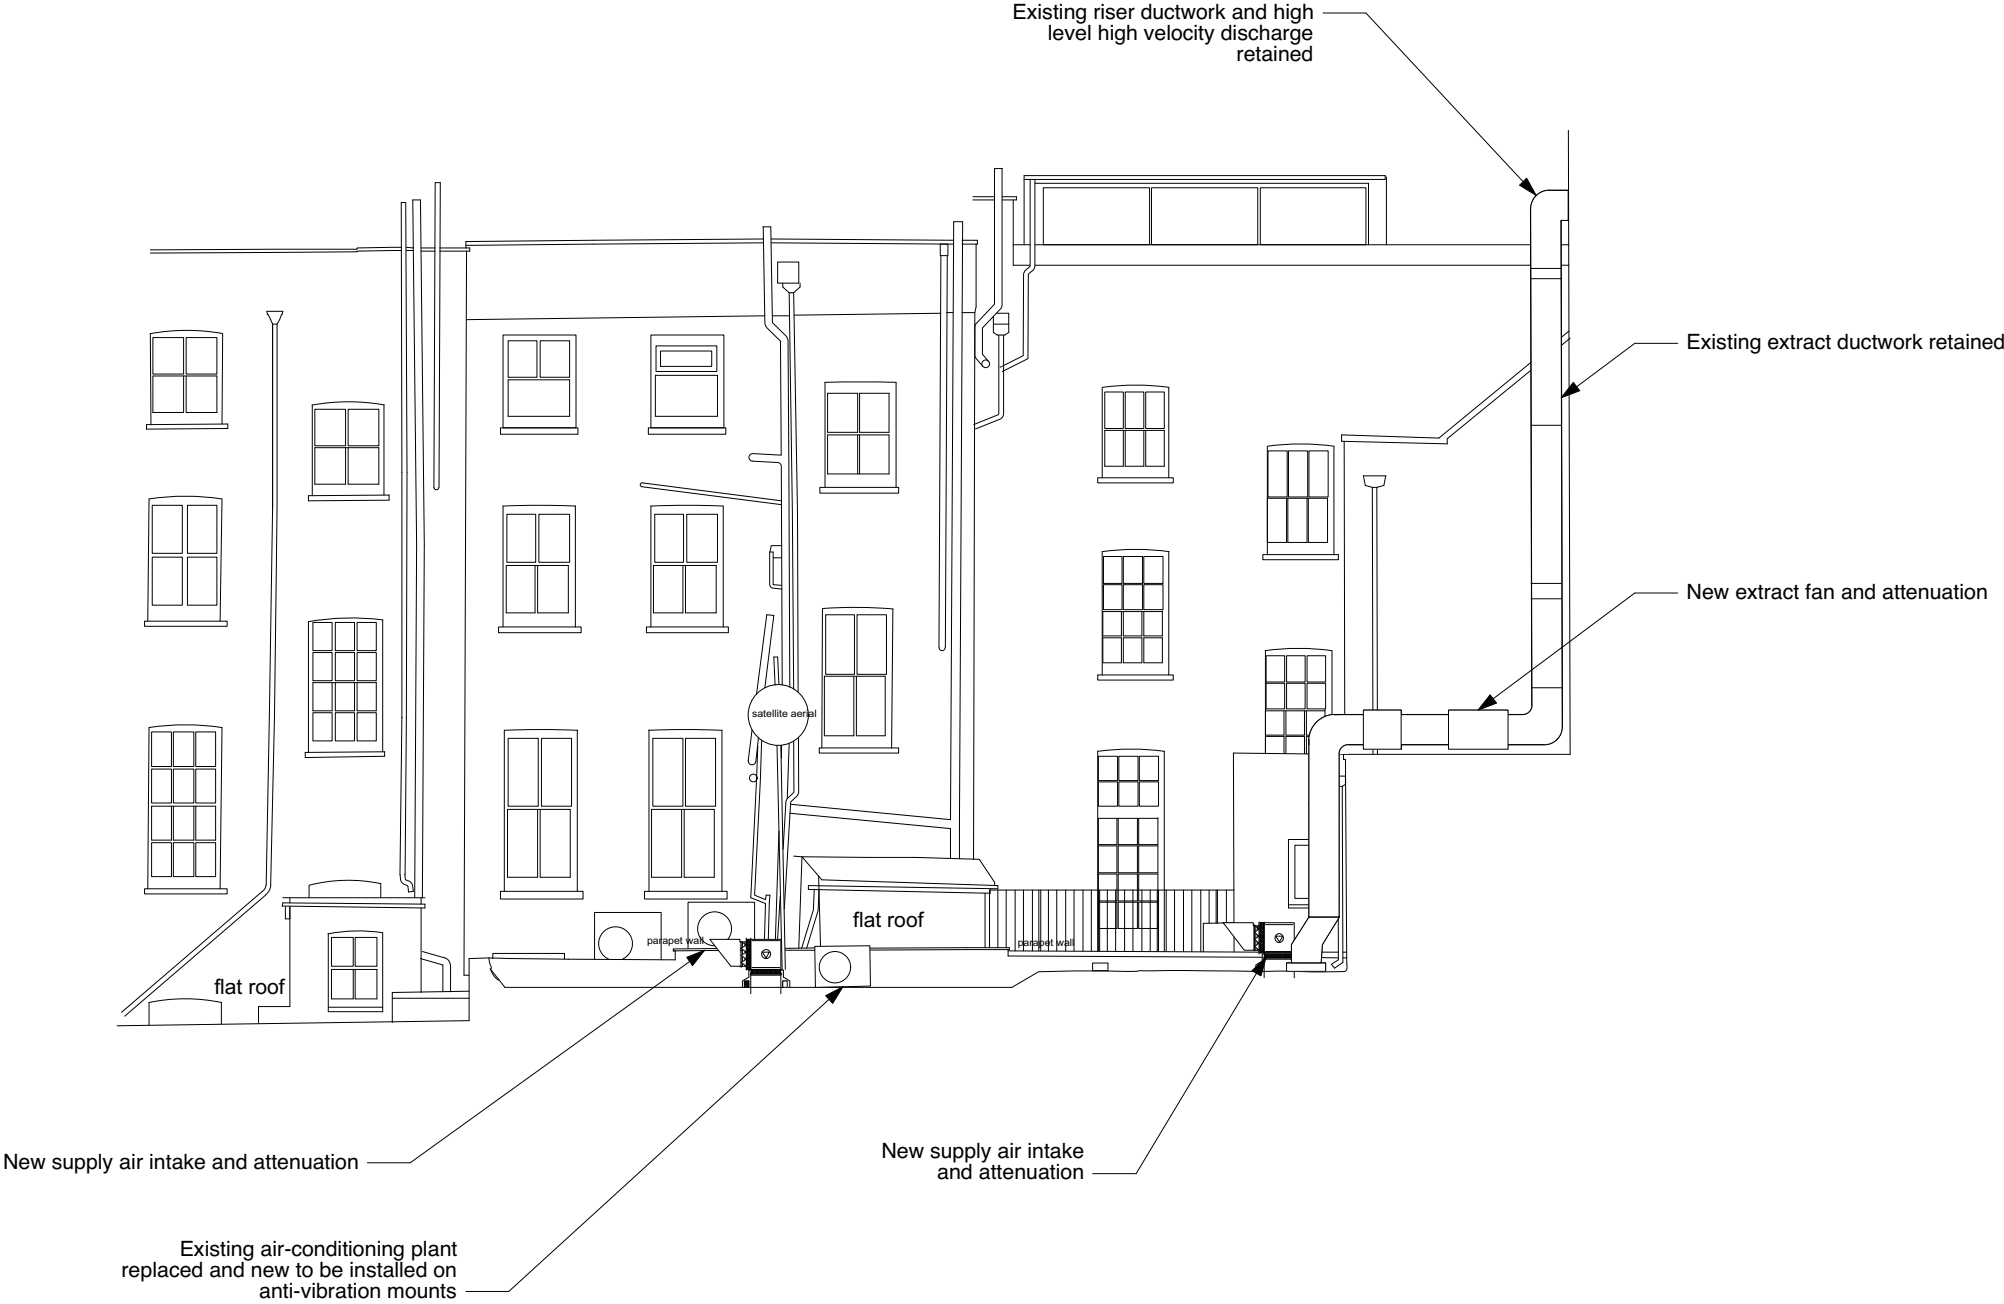 Existing riser ductwork and high
level high velocity discharge
retained
Existing extract ductwork retained
New extract fan and attenuation
satellite aerial
flat roof
parapet wall
parapet wall
flat roof
New supply air intake and attenuation
New supply air intake
and attenuation
Existing air-conditioning plant
replaced and new to be installed on
anti-vibration mounts